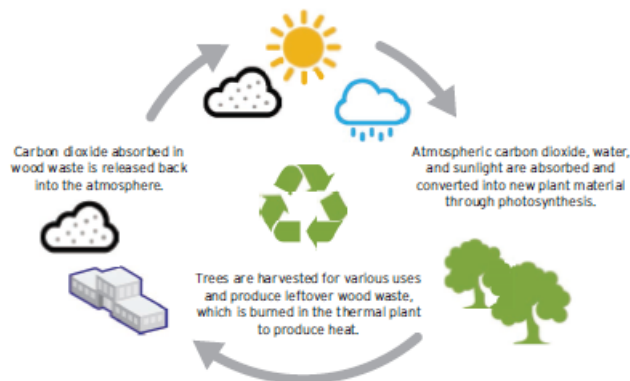 Carbon dioxide absorbed in
wood waste is released back
into the atmosphere.
Atmospheric carbon dioxide, water,
and sunlight are absorbed and
converted into new plant material
through photosynthesis.
Trees are harvested for various uses
and produce leftover wood waste,
which is burned in the thermal plant
to produce heat.